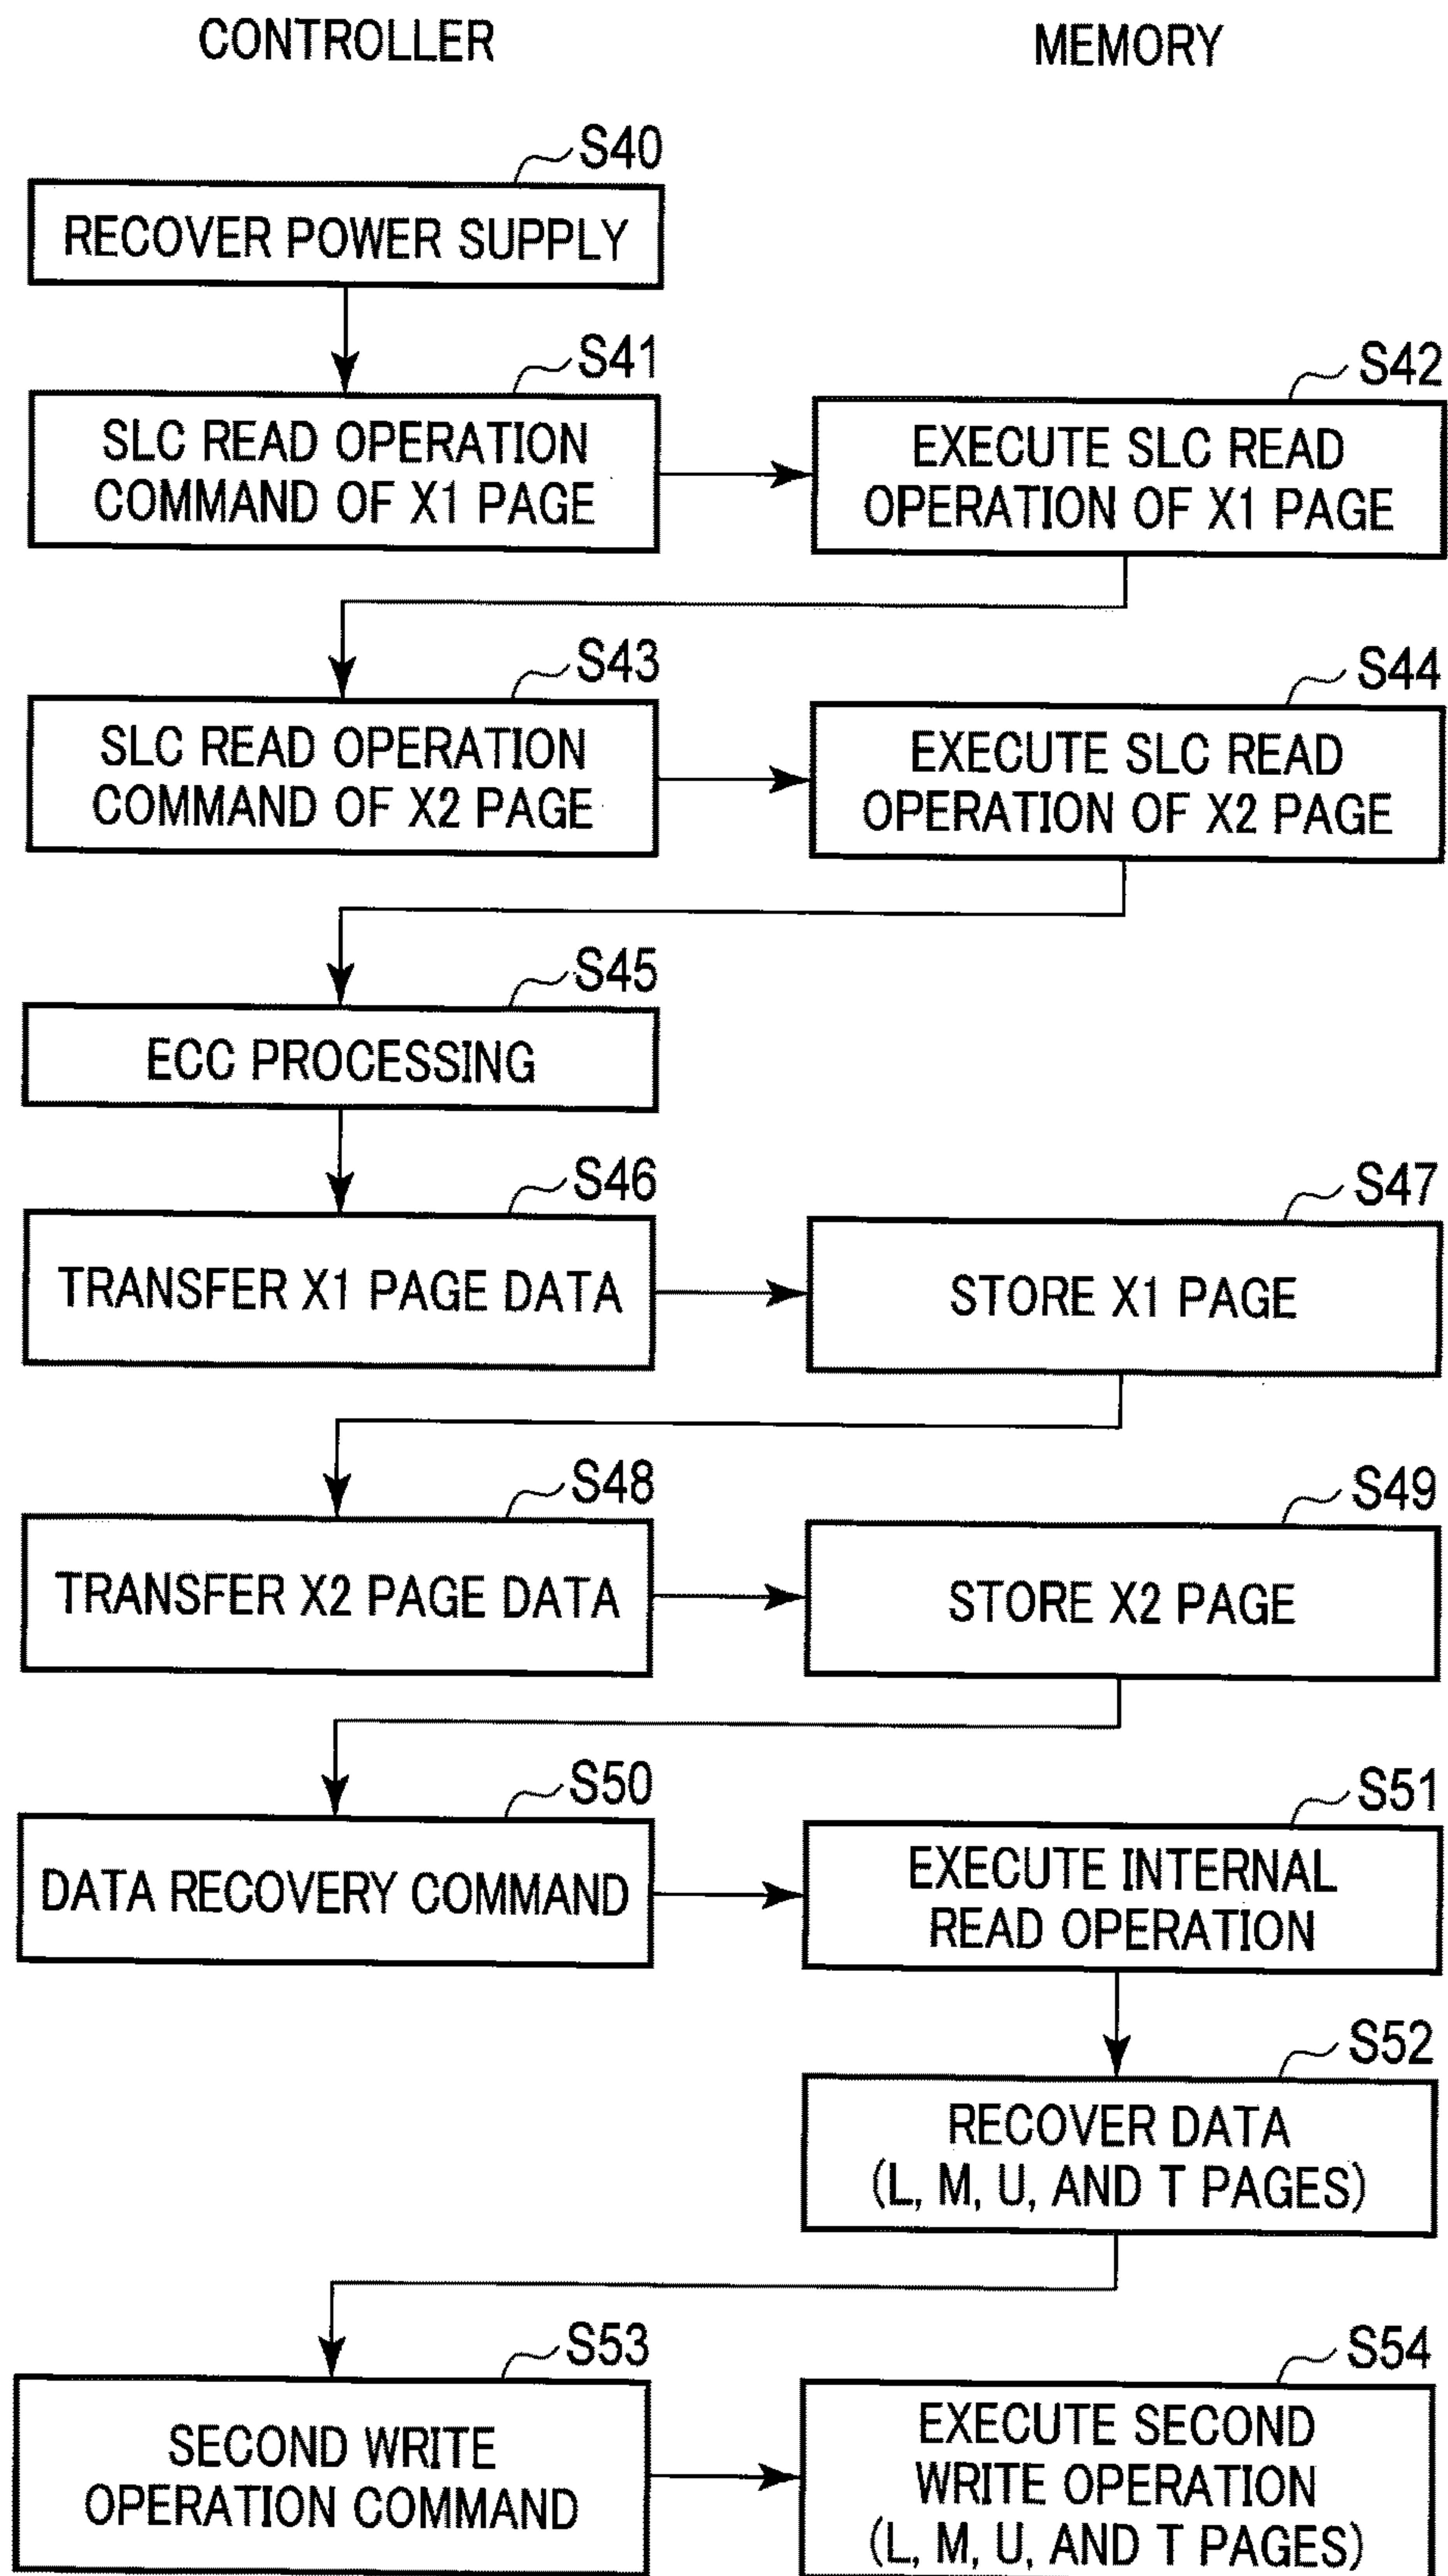 CONTROLLER
MEMORY
S40
RECOVER POWER SUPPLY
S41
SLC READ OPERATION
COMMAND OF X1 PAGE
S42
EXECUTE SLC READ
OPERATION OF X1 PAGE
S43
SLC READ OPERATION
COMMAND OF X2 PAGE
S44
EXECUTE SLC READ
OPERATION OF X2 PAGE
S45
ECC PROCESSING
S46
TRANSFER X1 PAGE DATA
S47
STORE X1 PAGE
S48
TRANSFER X2 PAGE DATA
S49
STORE X2 PAGE
S50
DATA RECOVERY COMMAND
S51
EXECUTE INTERNAL
READ OPERATION
S52
RECOVER DATA
(L, M, U, AND T PAGES)
S53
SECOND WRITE
OPERATION COMMAND
S54
EXECUTE SECOND
WRITE OPERATION
(L, M, U, AND T PAGES)